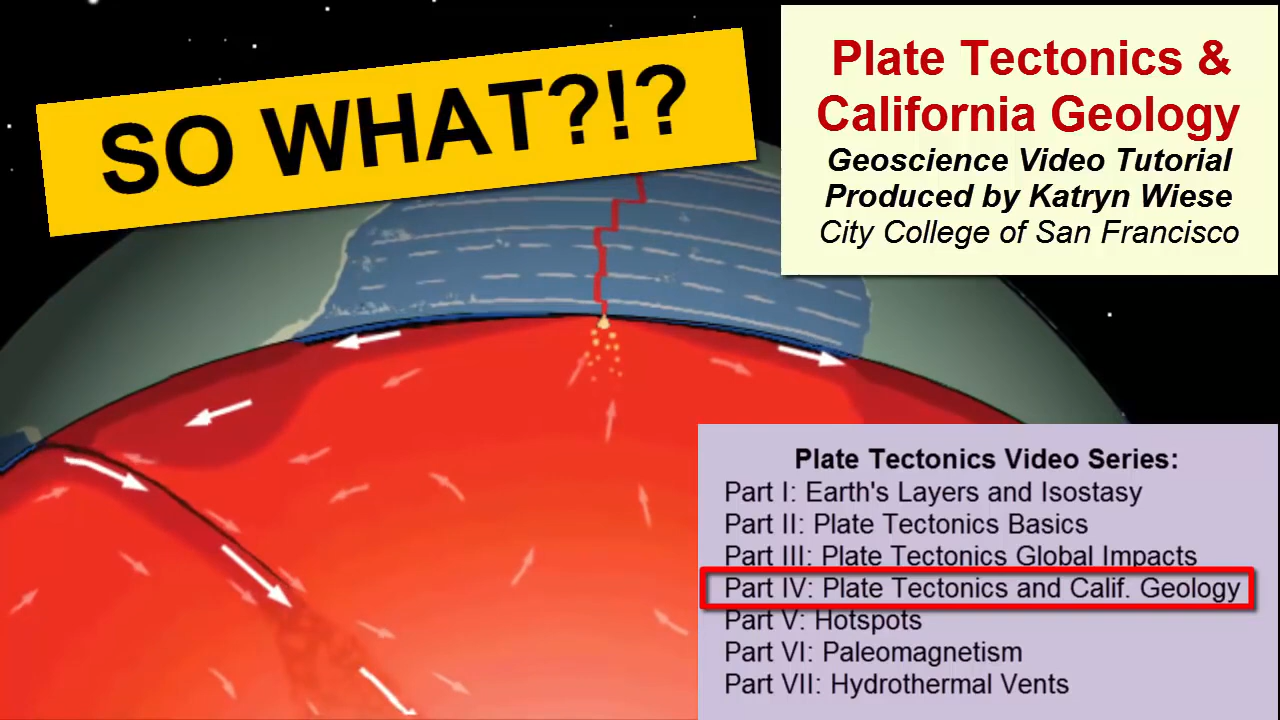 SO WHAT?!?
Plate Tectonics &
California Geology
Geoscience Video Tutorial
Produced by Katryn Wiese
City College of San Francisco
Plate Tectonics Video Series:
Part I: Earth's Layers and Isostasy
Part II: Plate Tectonics Basics
Part III: Plate Tectonics Global Impacts
Part IV: Plate Tectonics and Calif. Geology
Part V: Hotspots
Part VI: Paleomagnetism
Part VII: Hydrothermal Vents